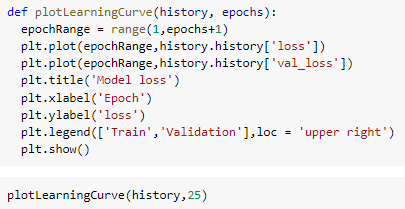 def plotLearningCurve(history, epochs):
  epochRange = range(1,epochs+1)
  plt.plot(epochRange,history.history['loss'])
  plt.plot(epochRange,history.history['val_loss'])
  plt.title('Model loss')
  plt.xlabel('Epoch')
  plt.ylabel('loss')
  plt.legend(['Train','Validation'],loc = 'upper right')
  plt.show()
plotLearningCurve(history,25)